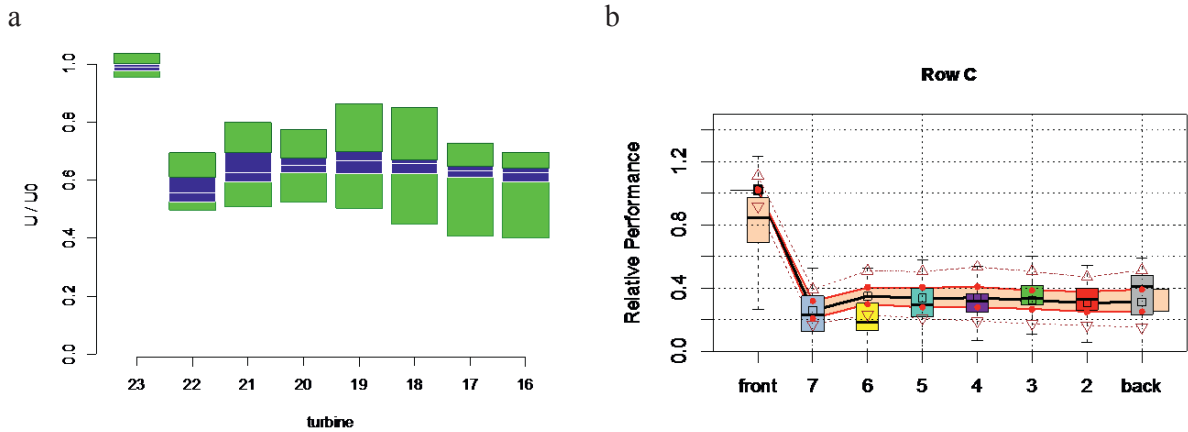 a
1.0
0.8
0.6
0.4
0.2
0.0
U / U0
23 22 21 20 19 18 17 16
turbine
b
Row C
1.2
0.8
0.4
0.0
Relative Performance
front 7 6 5 4 3 2 back